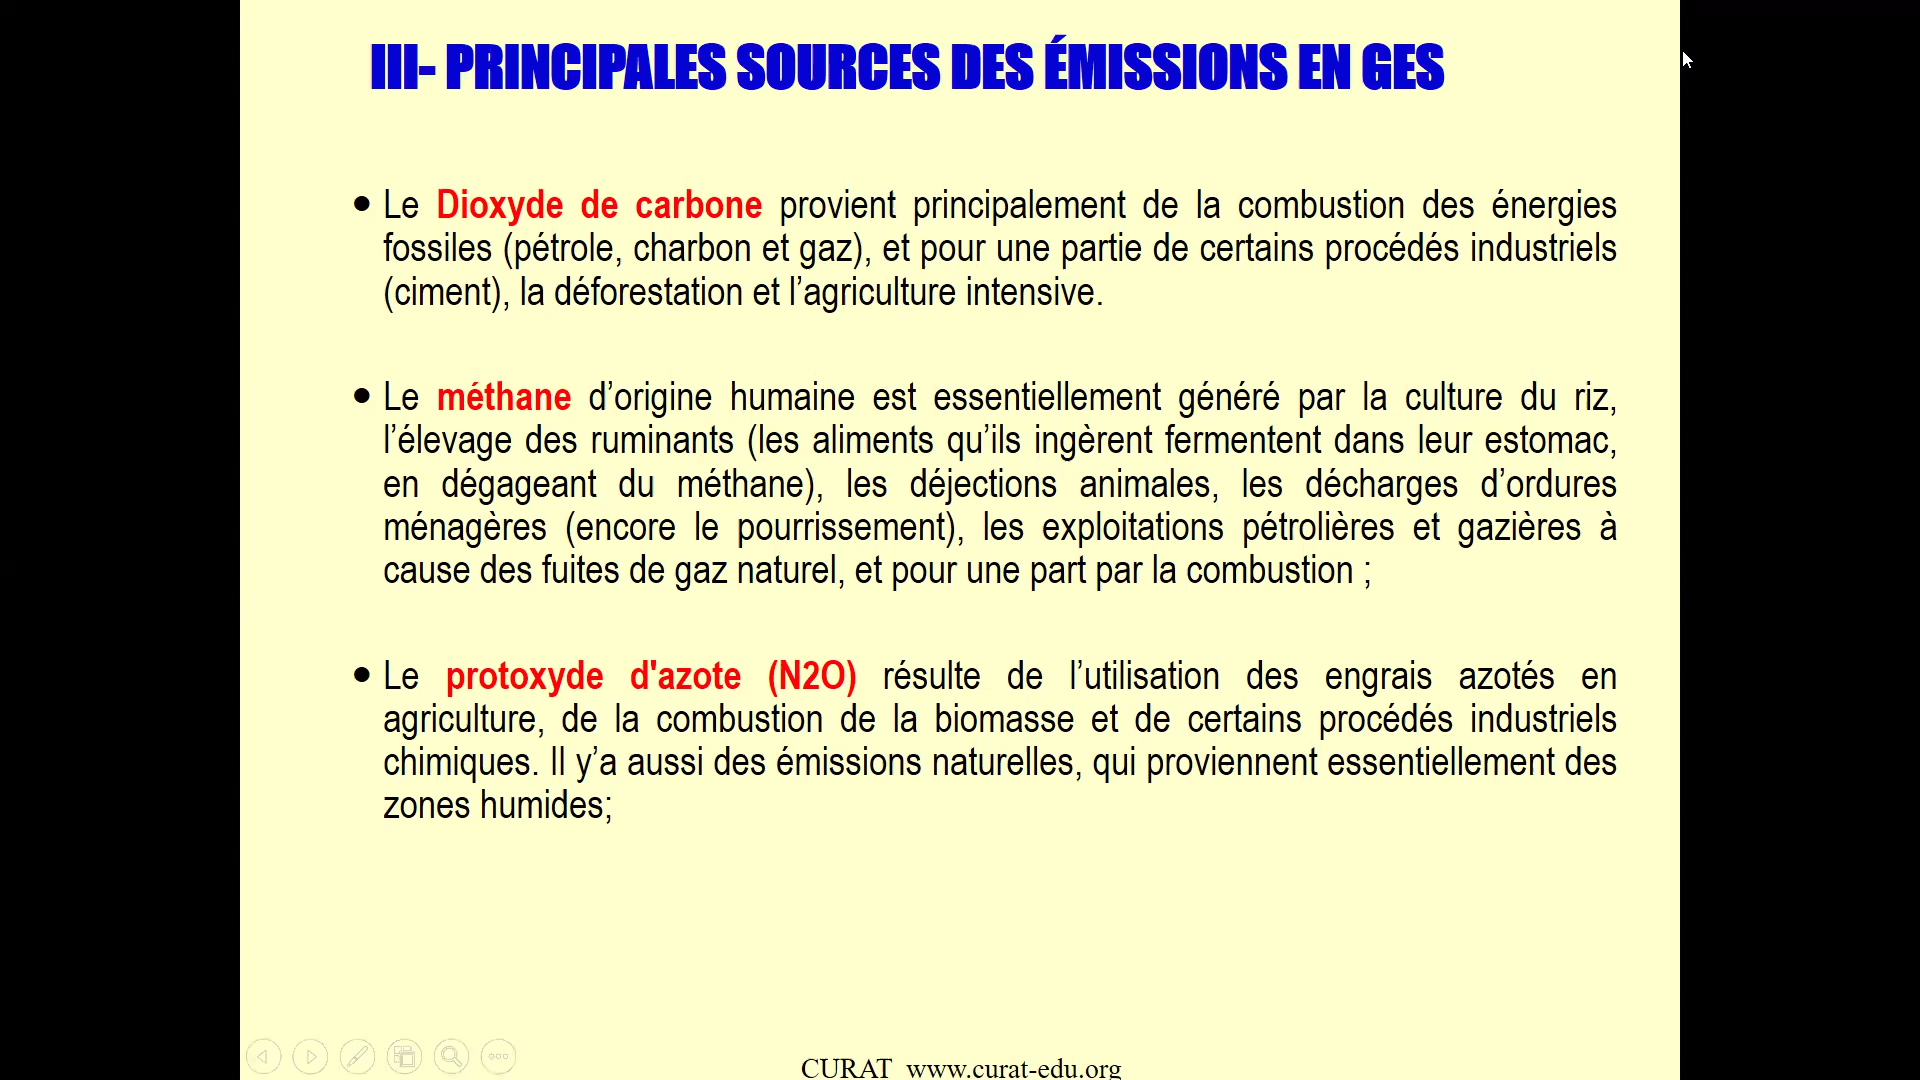 III- PRINCIPALES SOURCES DES ÉMISSIONS EN GES
• Le Dioxyde de carbone provient principalement de la combustion des énergies
fossiles (pétrole, charbon et gaz), et pour une partie de certains procédés industriels
(ciment), la déforestation et l’agriculture intensive.
• Le méthane d’origine humaine est essentiellement généré par la culture du riz,
l’élevage des ruminants (les aliments qu’ils ingèrent fermentent dans leur estomac,
en dégageant du méthane), les déjections animales, les décharges d’ordures
ménagères (encore le pourrissement), les exploitations pétrolières et gazières à
cause des fuites de gaz naturel, et pour une part par la combustion ;
• Le protoxyde d'azote (N2O) résulte de l’utilisation des engrais azotés en
agriculture, de la combustion de la biomasse et de certains procédés industriels
chimiques. Il y’a aussi des émissions naturelles, qui proviennent essentiellement des
zones humides;
CURAT www.curat-edu.org